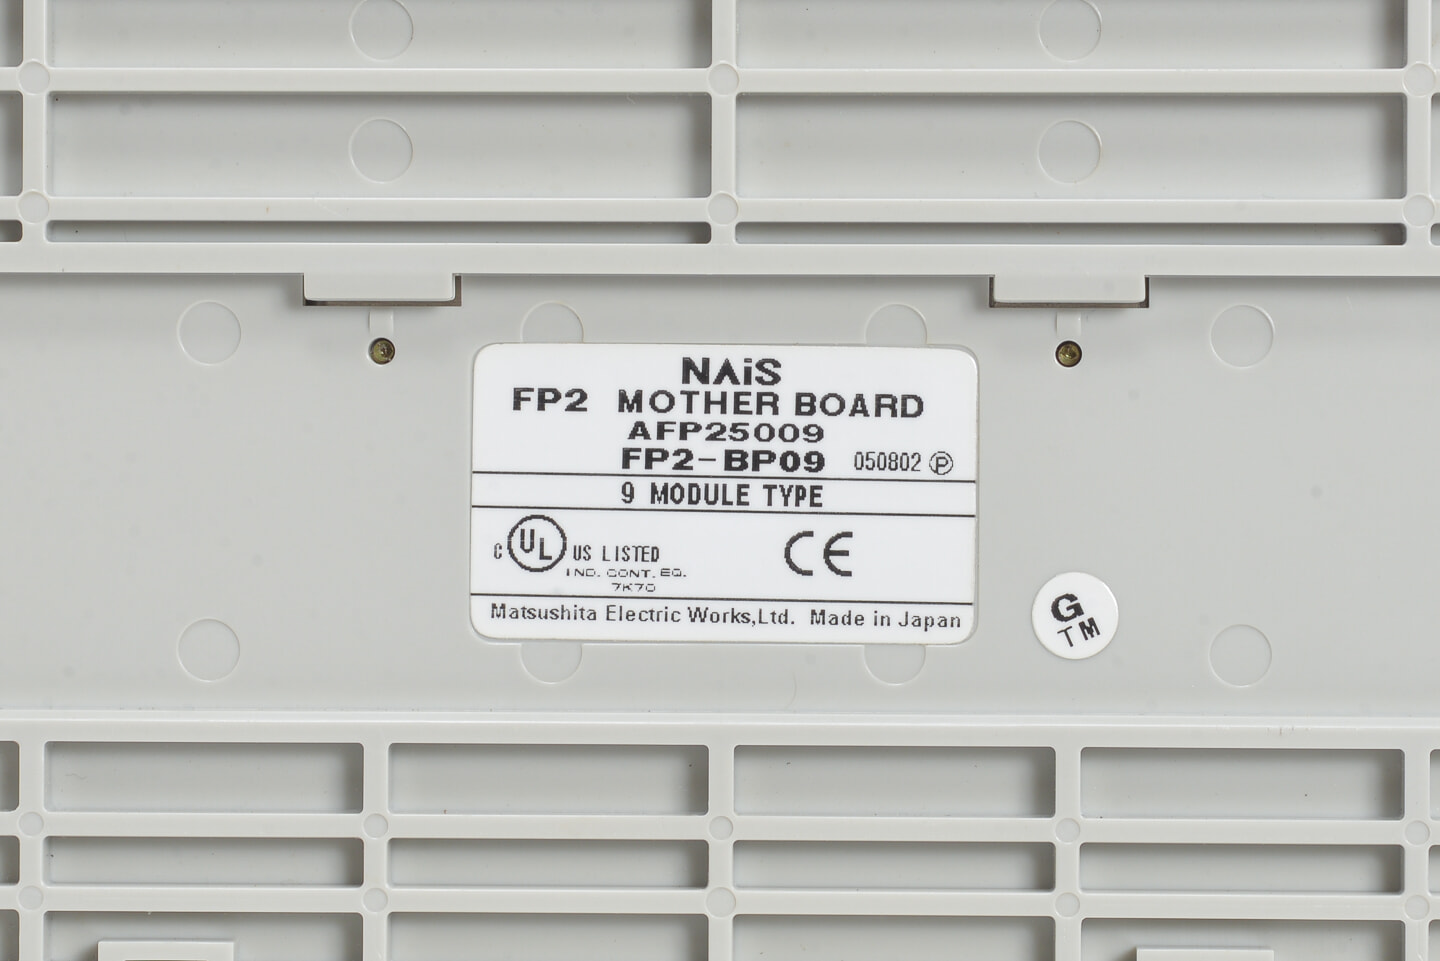 NAiS
FP2 MOTHER BOARD
AFP25009
FP2-BP09 050802 Ⓟ
9 MODULE TYPE
C UL US LISTED CE
IND. CONT. EQ.
7K70
Matsushita Electric Works,Ltd. Made in Japan
G
TM